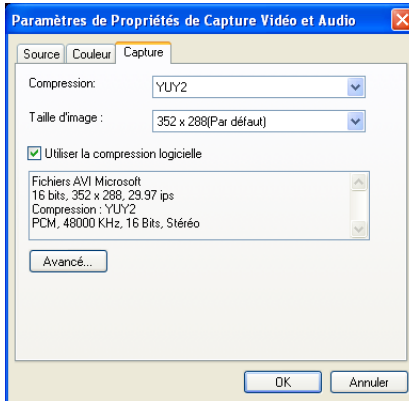 Paramètres de Propriétés de Capture Vidéo et Audio
Source Couleur Capture
Compression: YUY2
Taille d'image : 352 x 288(Par défaut)
Utiliser la compression logicielle
Fichiers AVI Microsoft
16 bits, 352 x 288, 29.97 ips
Compression : YUY2
PCM, 48000 KHz, 16 Bits, Stéréo
Avancé...
OK Annuler